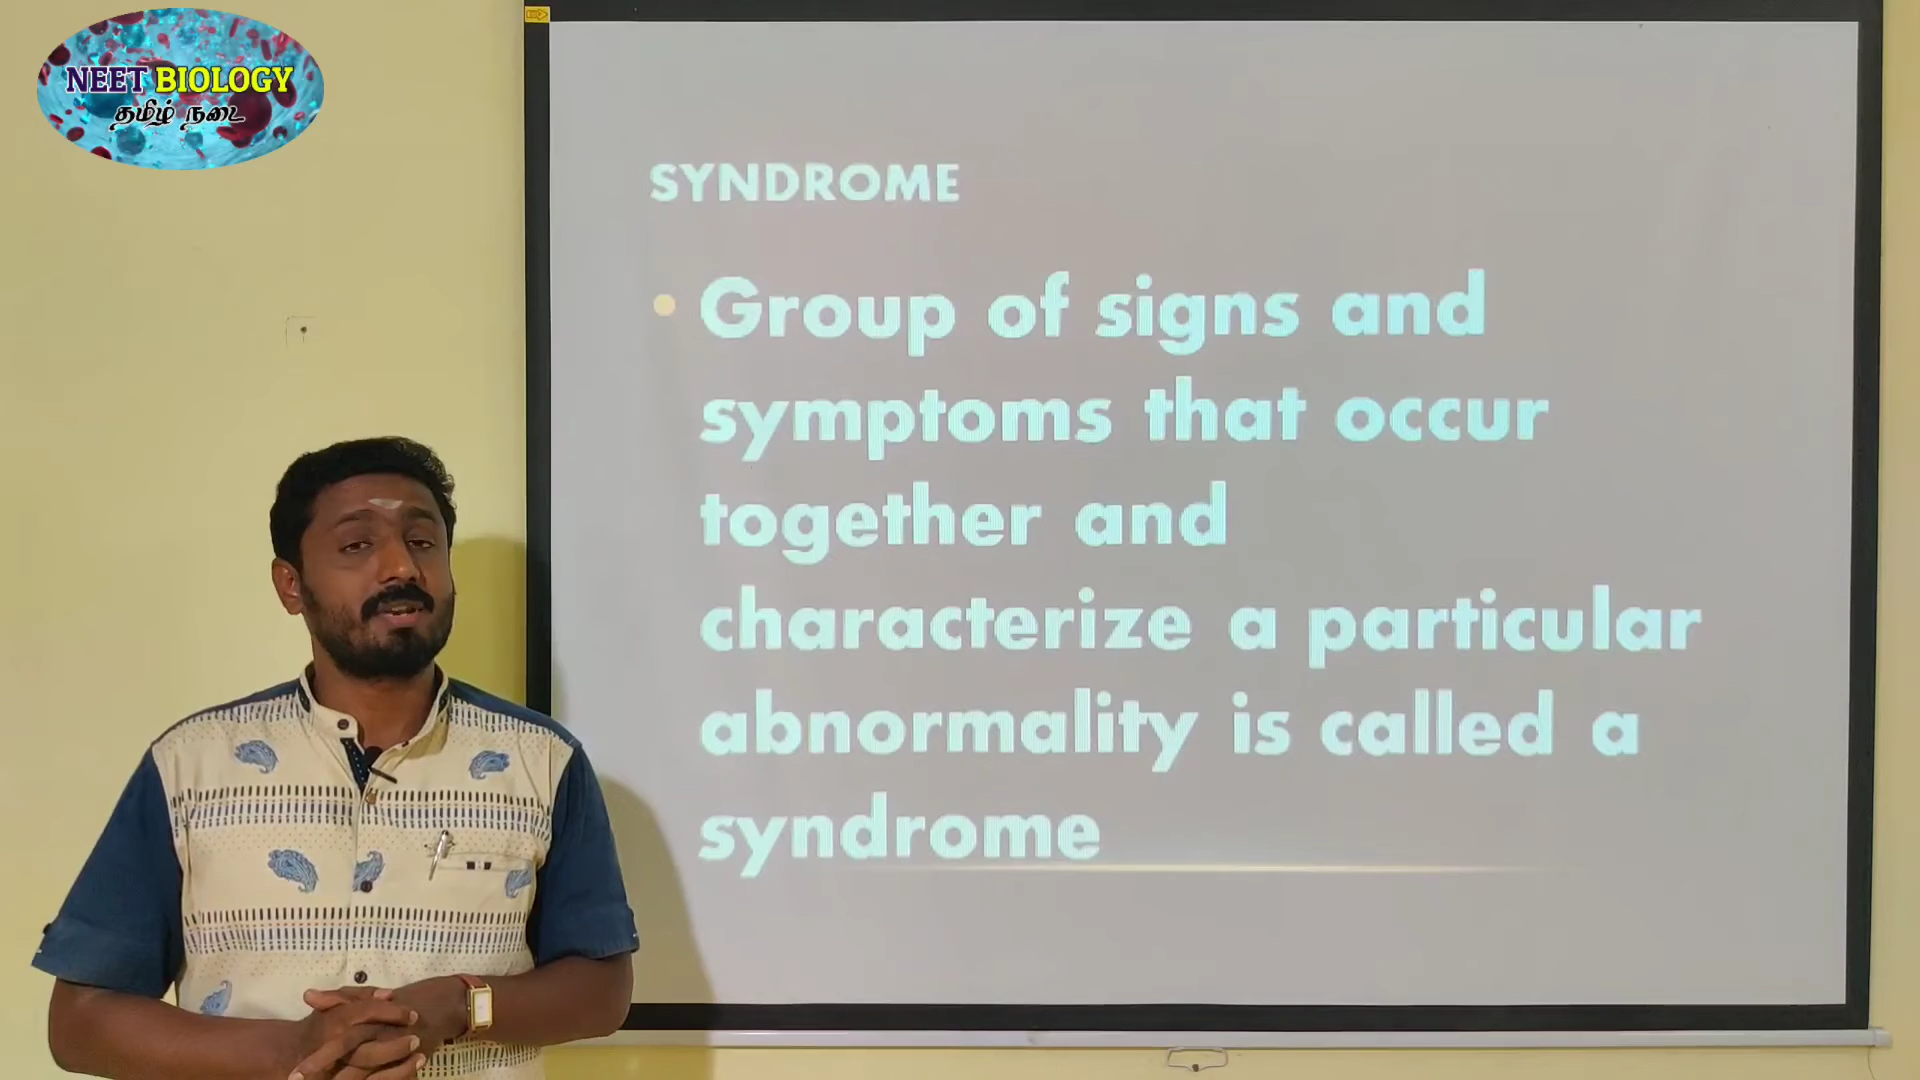 NEET BIOLOGY
தமிழ் நடை
SYNDROME
• Group of signs and
symptoms that occur
together and
characterize a particular
abnormality is called a
syndrome